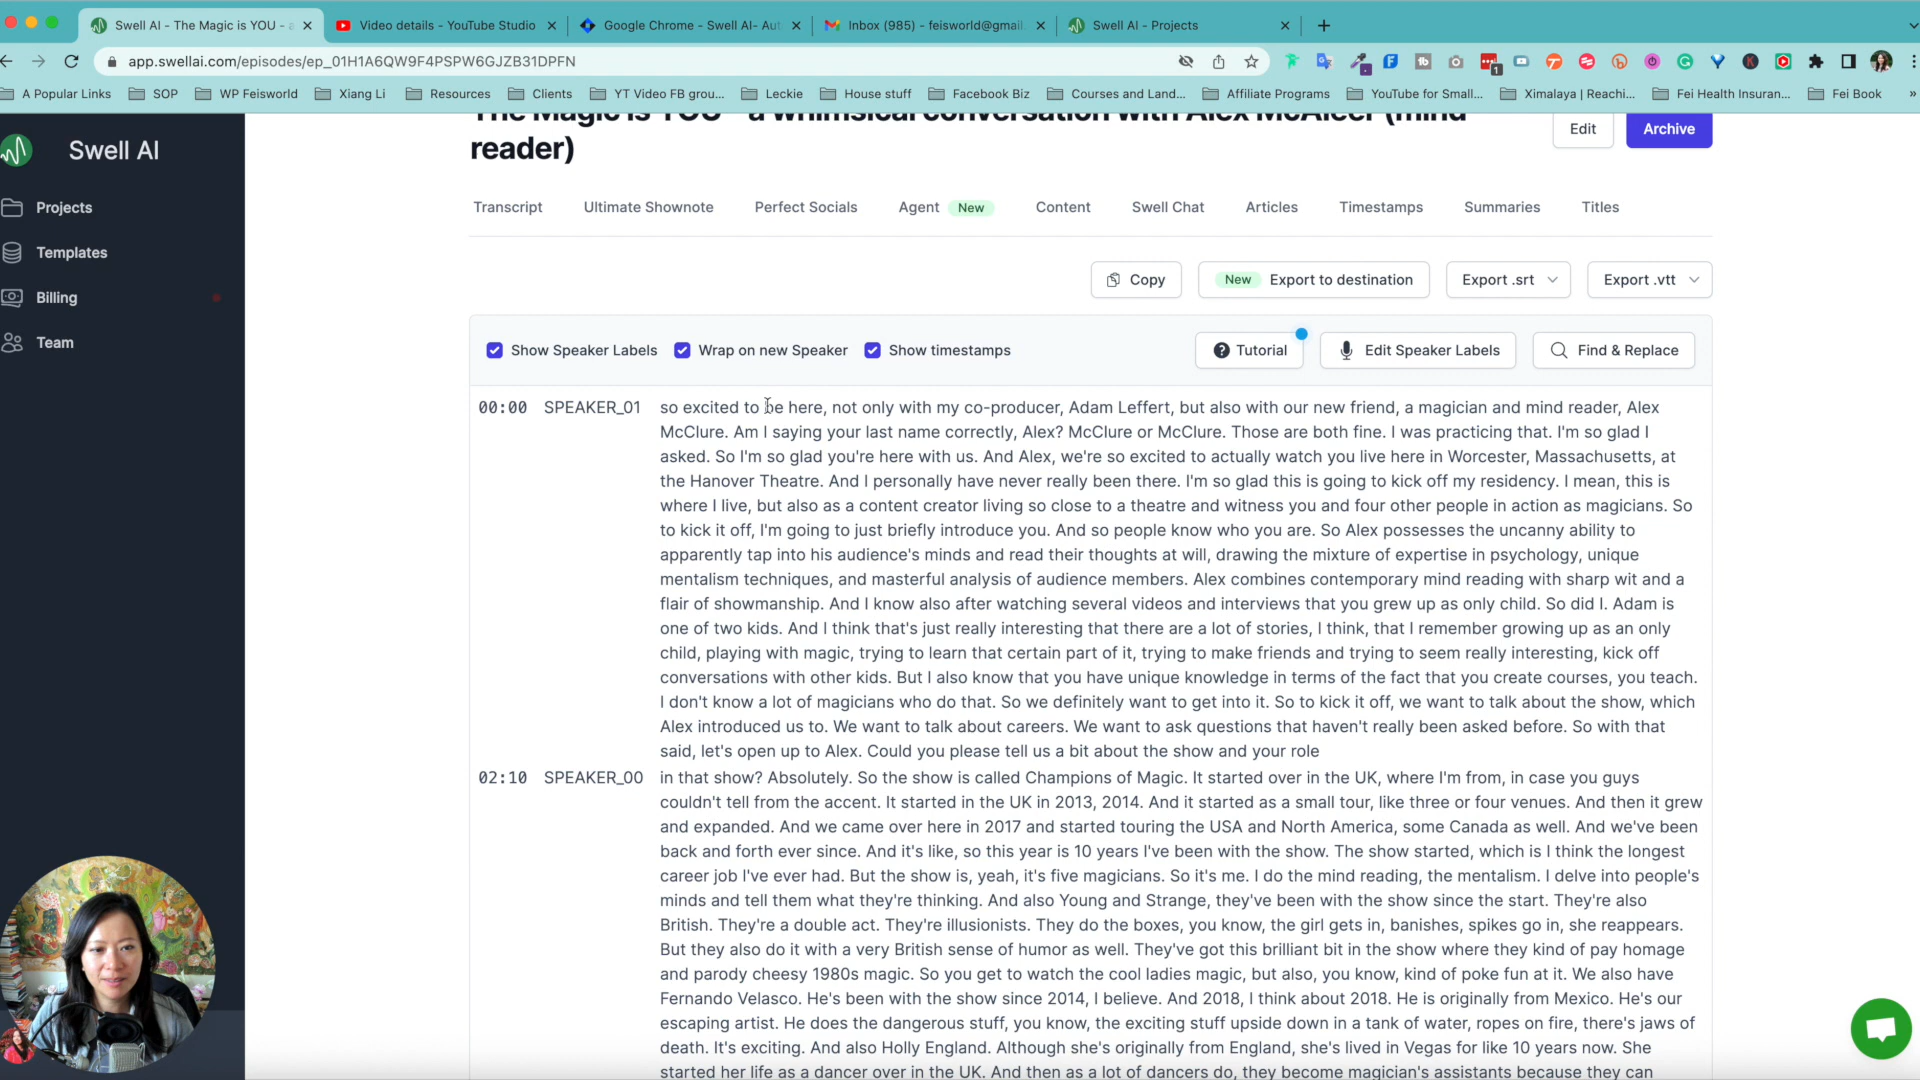 Swell AI - The Magic is YOU - a
Video details - YouTube Studio
Google Chrome - Swell AI- Aut
Inbox (985) - feisworld@gmail.
Swell AI - Projects
app.swellai.com/episodes/ep_01H1A6QW9F4PSPW6GJZB31DPFN
A Popular Links
SOP
WP Feisworld
Xiang Li
Resources
Clients
YT Video FB grou...
Leckie
House stuff
Facebook Biz
Courses and Land...
Affiliate Programs
YouTube for Small...
Ximalaya | Reachi...
Fei Health Insuran...
Fei Book
Swell AI
Projects
Templates
Billing
Team
The Magic is YOU - a whimsical conversation with Alex McAleer (mind
reader)
Edit
Archive
Transcript
Ultimate Shownote
Perfect Socials
Agent New
Content
Swell Chat
Articles
Timestamps
Summaries
Titles
Copy
New Export to destination
Export .srt
Export .vtt
Show Speaker Labels
Wrap on new Speaker
Show timestamps
Tutorial
Edit Speaker Labels
Find & Replace
00:00 SPEAKER_01 so excited to be here, not only with my co-producer, Adam Leffert, but also with our new friend, a magician and mind reader, Alex
McClure. Am I saying your last name correctly, Alex? McClure or McClure. Those are both fine. I was practicing that. I'm so glad I
asked. So I'm so glad you're here with us. And Alex, we're so excited to actually watch you live here in Worcester, Massachusetts, at
the Hanover Theatre. And I personally have never really been there. I'm so glad this is going to kick off my residency. I mean, this is
where I live, but also as a content creator living so close to a theatre and witness you and four other people in action as magicians. So
to kick it off, I'm going to just briefly introduce you. And so people know who you are. So Alex possesses the uncanny ability to
apparently tap into his audience's minds and read their thoughts at will, drawing the mixture of expertise in psychology, unique
mentalism techniques, and masterful analysis of audience members. Alex combines contemporary mind reading with sharp wit and a
flair of showmanship. And I know also after watching several videos and interviews that you grew up as only child. So did I. Adam is
one of two kids. And I think that's just really interesting that there are a lot of stories, I think, that I remember growing up as an only
child, playing with magic, trying to learn that certain part of it, trying to make friends and trying to seem really interesting, kick off
conversations with other kids. But I also know that you have unique knowledge in terms of the fact that you create courses, you teach.
I don't know a lot of magicians who do that. So we definitely want to get into it. So to kick it off, we want to talk about the show, which
Alex introduced us to. We want to talk about careers. We want to ask questions that haven't really been asked before. So with that
said, let's open up to Alex. Could you please tell us a bit about the show and your role
02:10 SPEAKER_00 in that show? Absolutely. So the show is called Champions of Magic. It started over in the UK, where I'm from, in case you guys
couldn't tell from the accent. It started in the UK in 2013, 2014. And it started as a small tour, like three or four venues. And then it grew
and expanded. And we came over here in 2017 and started touring the USA and North America, some Canada as well. And we've been
back and forth ever since. And it's like, so this year is 10 years I've been with the show. The show started, which is I think the longest
career job I've ever had. But the show is, yeah, it's five magicians. So it's me. I do the mind reading, the mentalism. I delve into people's
minds and tell them what they're thinking. And also Young and Strange, they've been with the show since the start. They're also
British. They're a double act. They're illusionists. They do the boxes, you know, the girl gets in, banishes, spikes go in, she reappears.
But they also do it with a very British sense of humor as well. They've got this brilliant bit in the show where they kind of pay homage
and parody cheesy 1980s magic. So you get to watch the cool ladies magic, but also, you know, kind of poke fun at it. We also have
Fernando Velasco. He's been with the show since 2014, I believe. And 2018, I think about 2018. He is originally from Mexico. He's our
escaping artist. He does the dangerous stuff, you know, the exciting stuff upside down in a tank of water, ropes on fire, there's jaws of
death. It's exciting. And also Holly England. Although she's originally from England, she's lived in Vegas for like 10 years now. She
started her life as a dancer over in the UK. And then as a lot of dancers do, they become magician's assistants because they can